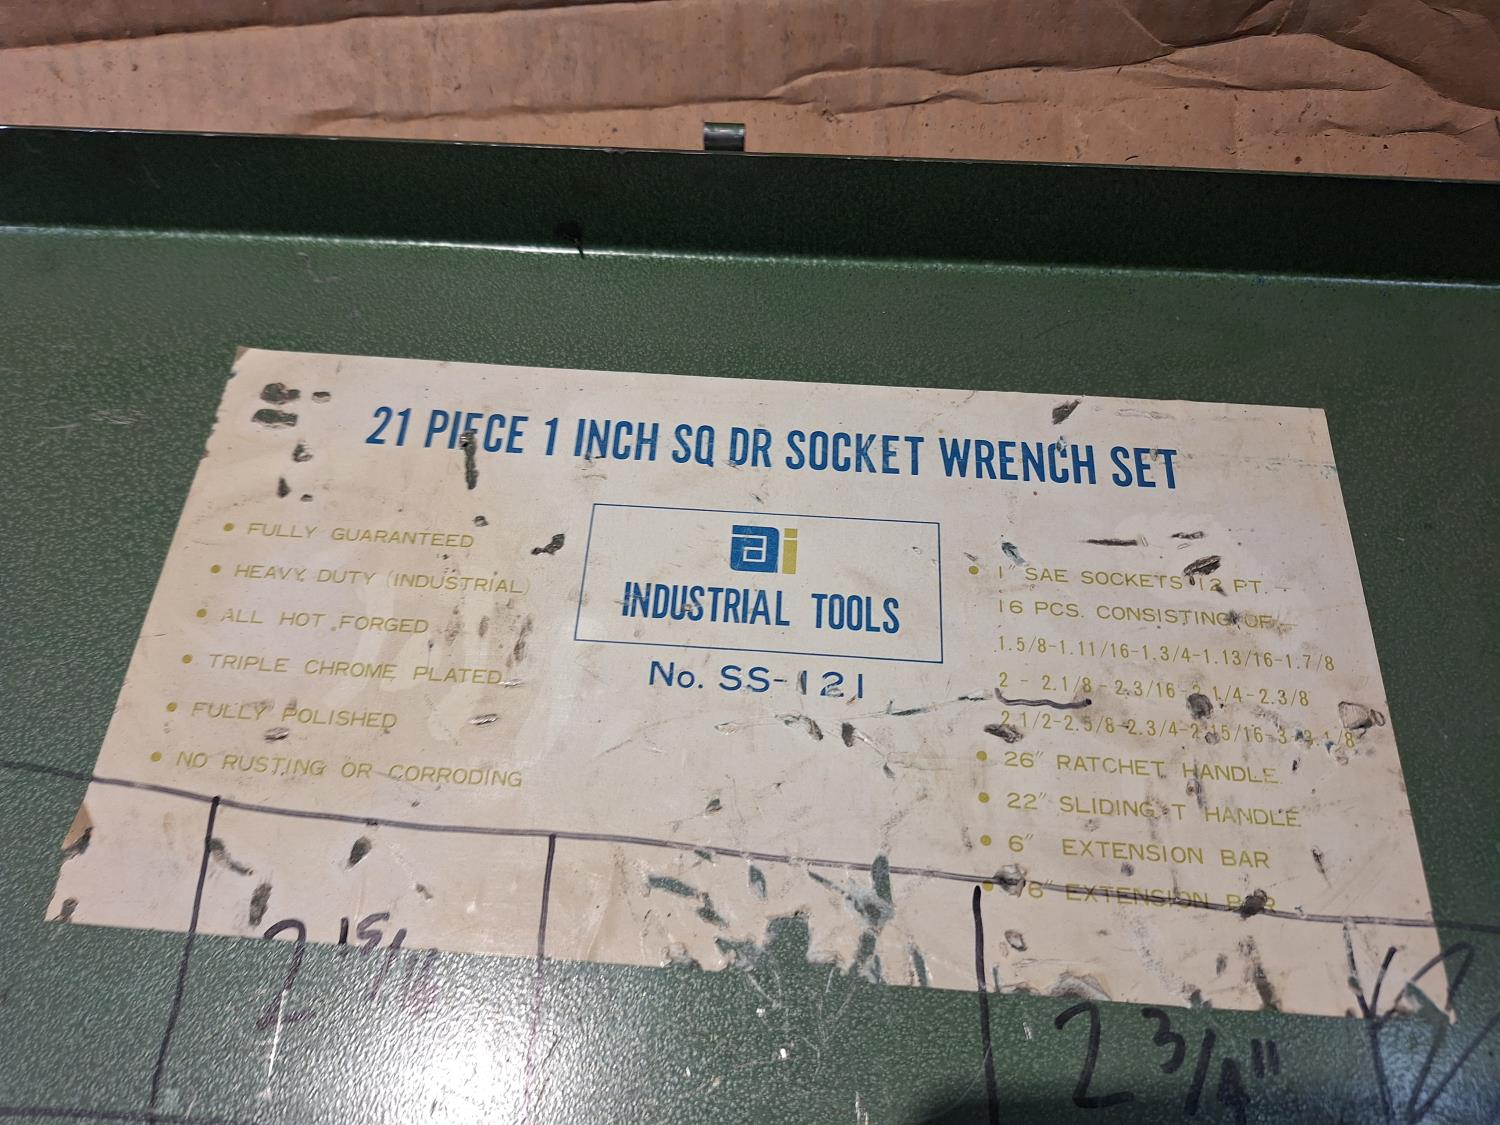 21 PIECE 1 INCH SQ DR SOCKET WRENCH SET
• FULLY GUARANTEED
• HEAVY DUTY (INDUSTRIAL)
• ALL HOT FORGED
• TRIPLE CHROME PLATED
• FULLY POLISHED
• NO RUSTING OR CORRODING
ai
INDUSTRIAL TOOLS
No. SS-121
• 1" SAE SOCKETS 12 PT. -
16 PCS. CONSISTING OF -
1.5/8-1.11/16-1.3/4-1.13/16-1.7/8
2 - 2.1/8-2.3/16-2.1/4-2.3/8
2.1/2-2.5/8-2.3/4-2.15/16-3-3.1/8
• 26" RATCHET HANDLE
• 22" SLIDING T HANDLE
• 6" EXTENSION BAR
• 16" EXTENSION BAR
2 15/16
2 3/4"